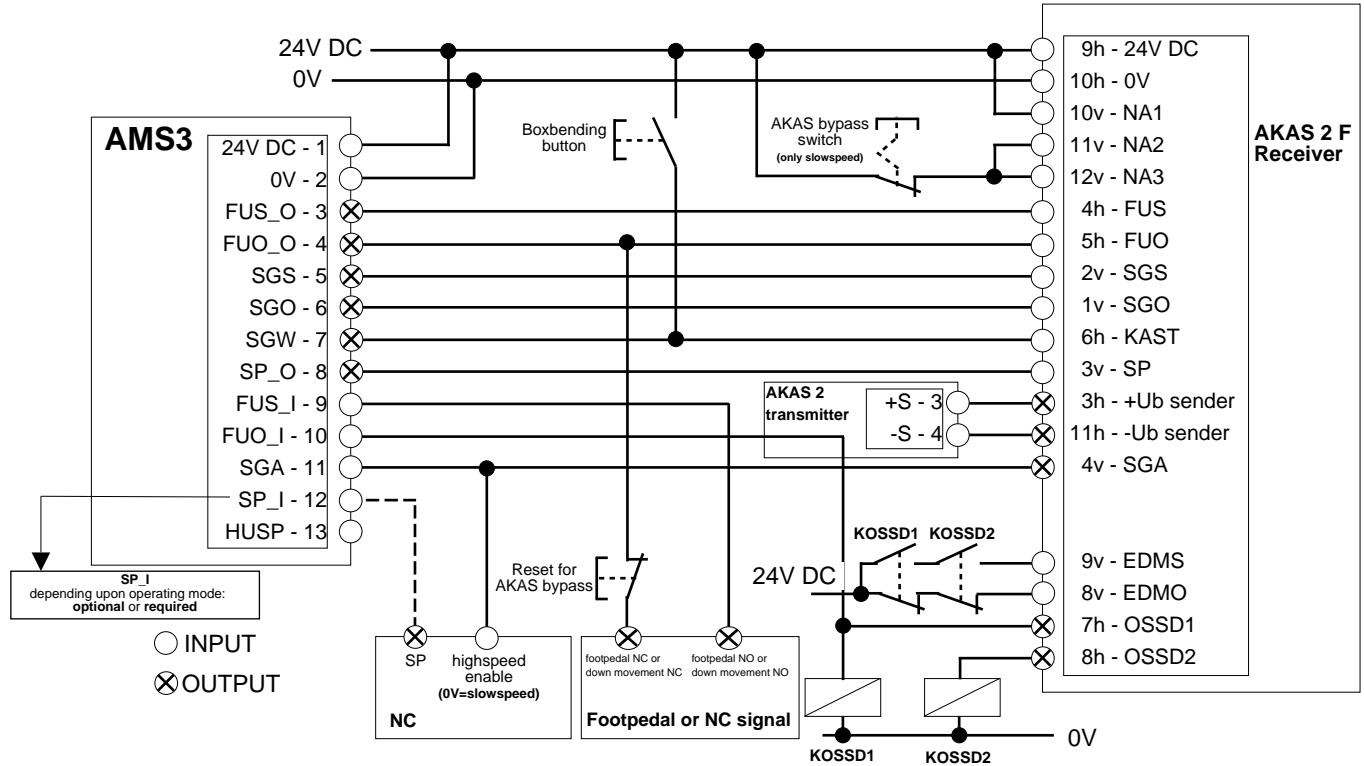 24V DC
0V
AMS3
24V DC - 1
0V - 2
FUS_O - 3
FUO_O - 4
SGS - 5
SGO - 6
SGW - 7
SP_O - 8
FUS_I - 9
FUO_I - 10
SGA - 11
SP_I - 12
HUSP - 13
SP_I
depending upon operating mode:
optional or required
INPUT
OUTPUT
Boxbending
button
AKAS bypass
switch
(only slowspeed)
AKAS 2
transmitter
+S - 3
-S - 4
Reset for
AKAS bypass
SP
highspeed
enable
(0V=slowspeed)
NC
footpedal NC or
down movement NC
footpedal NO or
down movement NO
Footpedal or NC signal
KOSSD1
KOSSD2
24V DC
KOSSD1
KOSSD2
0V
9h - 24V DC
10h - 0V
10v - NA1
11v - NA2
12v - NA3
4h - FUS
5h - FUO
2v - SGS
1v - SGO
6h - KAST
3v - SP
3h - +Ub sender
11h - -Ub sender
4v - SGA
9v - EDMS
8v - EDMO
7h - OSSD1
8h - OSSD2
AKAS 2 F
Receiver